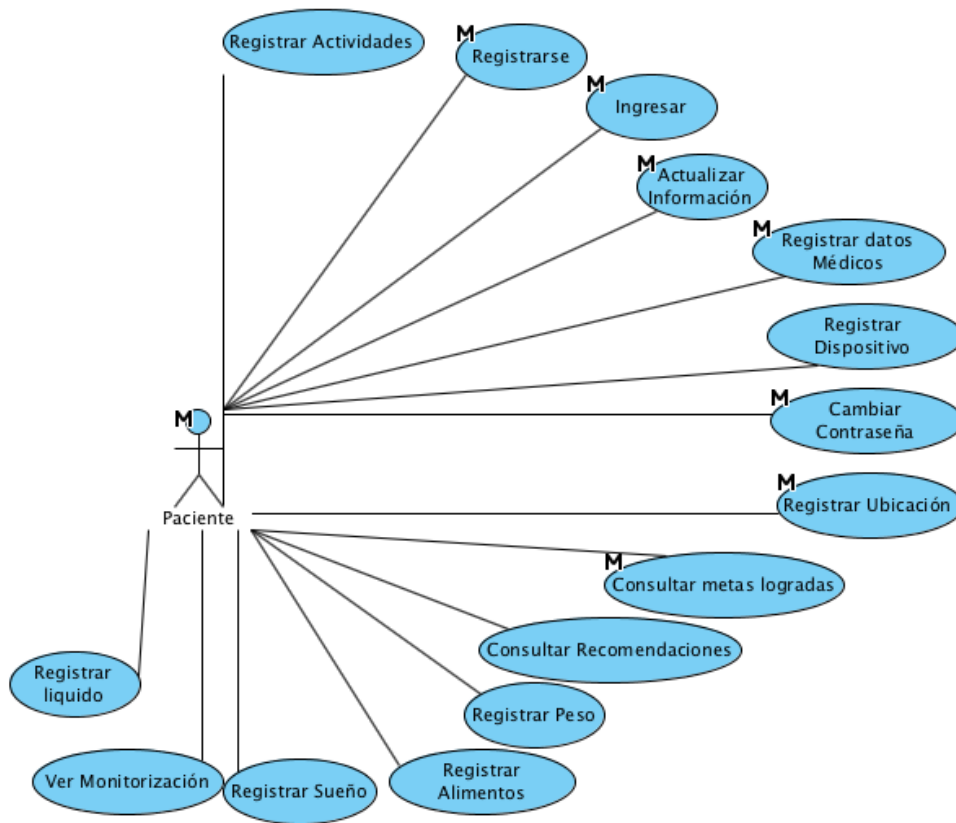 Registrar Actividades
M
Registrarse
M
Ingresar
M
Actualizar
Información
M
Registrar datos
Médicos
Registrar
Dispositivo
M
Cambiar
Contraseña
M
Paciente
M
Registrar Ubicación
M
Consultar metas logradas
Consultar Recomendaciones
Registrar
liquido
Registrar Peso
Ver Monitorización
Registrar Sueño
Registrar
Alimentos